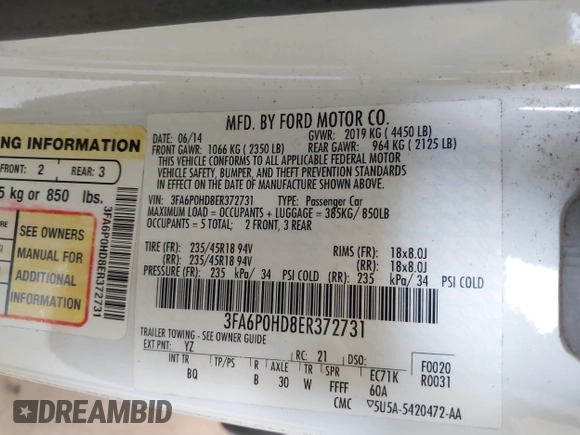 MFD. BY FORD MOTOR CO.
DATE: 06/14
GVWR: 2019 KG ( 4450 LB)
FRONT GAWR: 1066 KG ( 2350 LB)
REAR GAWR: 964 KG ( 2125 LB)
THIS VEHICLE CONFORMS TO ALL APPLICABLE FEDERAL MOTOR
VEHICLE SAFETY, BUMPER, AND THEFT PREVENTION STANDARDS
IN EFFECT ON THE DATE OF MANUFACTURE SHOWN ABOVE.
VIN: 3FA6P0HD8ER372731 TYPE: Passenger Car
MAXIMUM LOAD = OCCUPANTS + LUGGAGE = 385KG/ 850LB
OCCUPANTS = 5 TOTAL; 2 FRONT, 3 REAR
TIRE (FR): 235/45R18 94V RIMS (FR): 18x8.0J
(RR): 235/45R18 94V (RR): 18x8.0J
PRESSURE (FR): 235 kPa/ 34 PSI COLD (RR): 235 kPa/ 34 PSI COLD
3FA6P0HD8ER372731
TRAILER TOWING - SEE OWNER GUIDE
EXT PNT: YZ RC: 21 DSO: F0020
INT TR TP/PS R AXLE TR SPR EC71K R0031
BQ B 30 W FFFF 60A
CMC ▽5U5A-5420472-AA
NG INFORMATION
FRONT: 2 REAR: 3
5 kg or 850 lbs.
SEE OWNERS
MANUAL FOR
ADDITIONAL
INFORMATION
3FA6P0HD8ER372731
DREAMBID